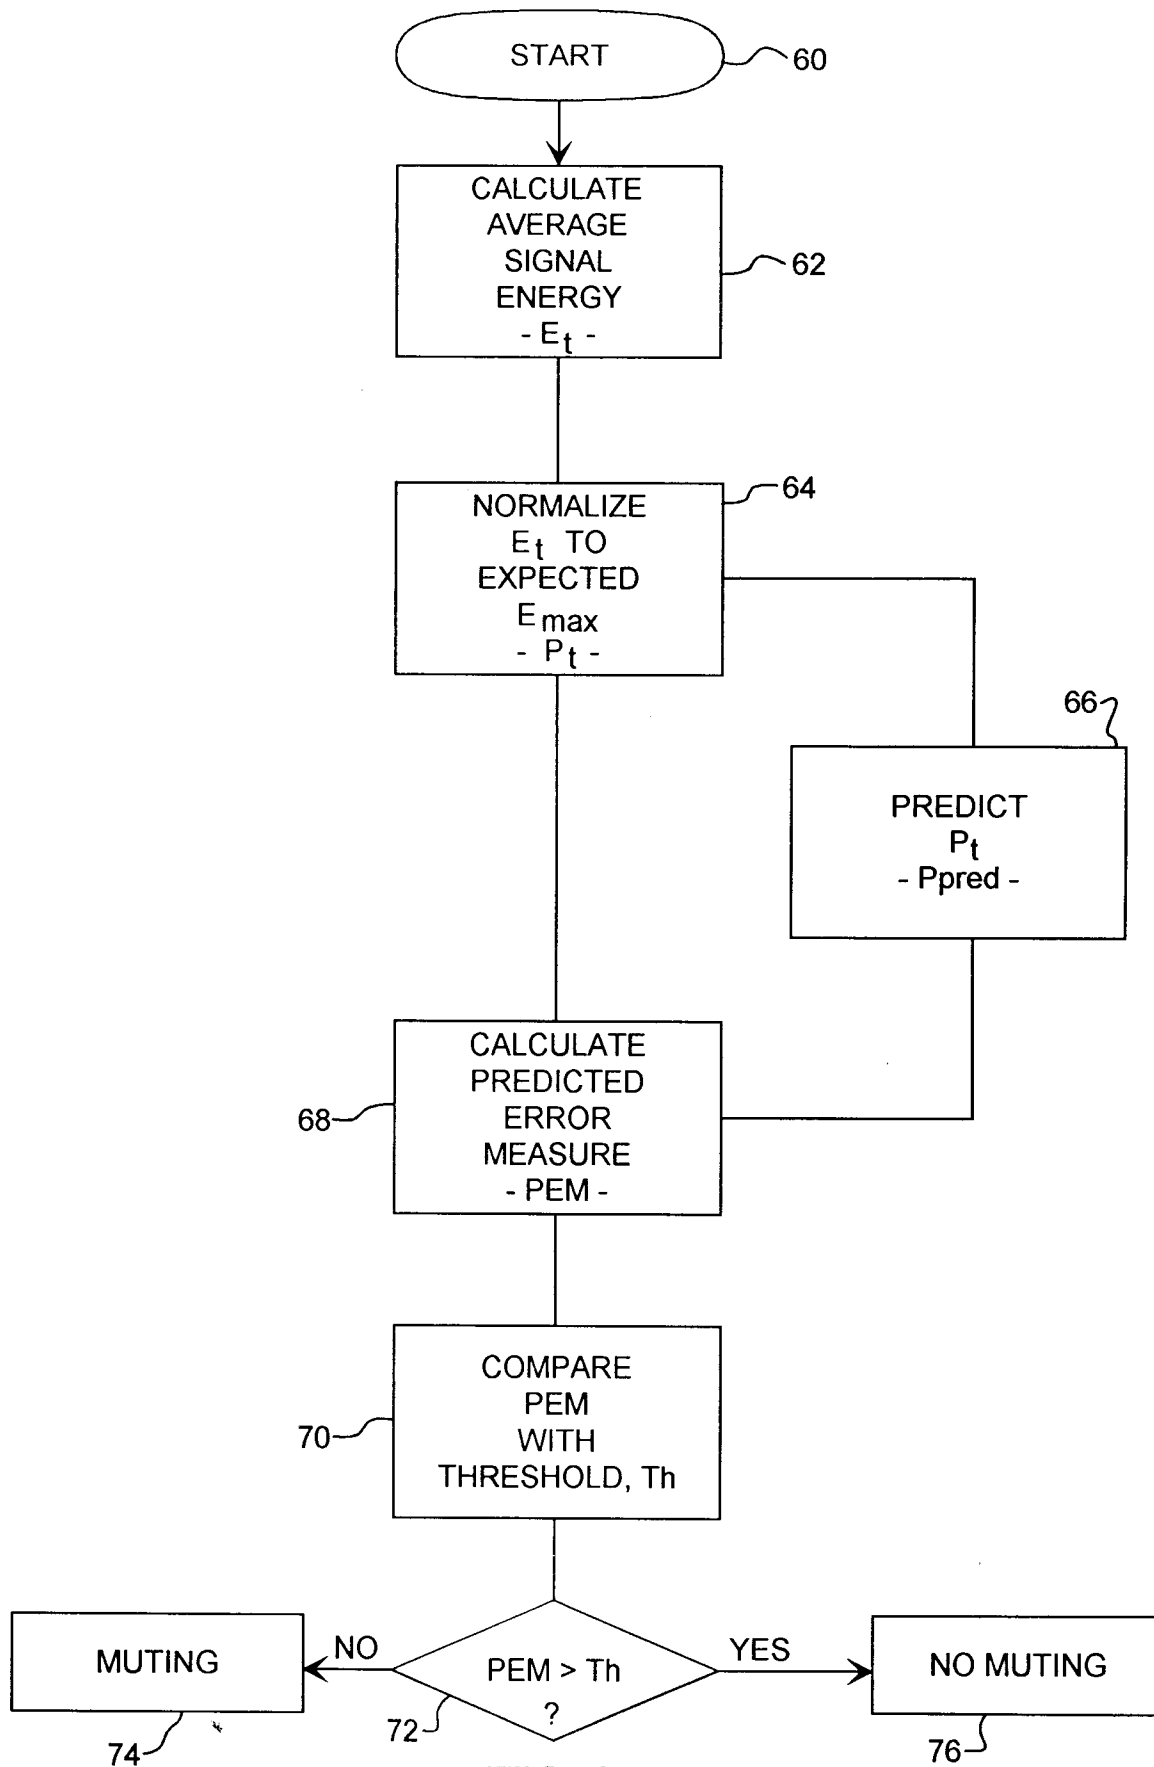 START
60
CALCULATE
AVERAGE
SIGNAL
ENERGY
- Et -
62
NORMALIZE
Et TO
EXPECTED
Emax
- Pt -
64
66
PREDICT
Pt
- Ppred -
CALCULATE
PREDICTED
ERROR
MEASURE
- PEM -
68
COMPARE
PEM
WITH
THRESHOLD, Th
70
PEM > Th
?
72
NO
YES
MUTING
74
NO MUTING
76